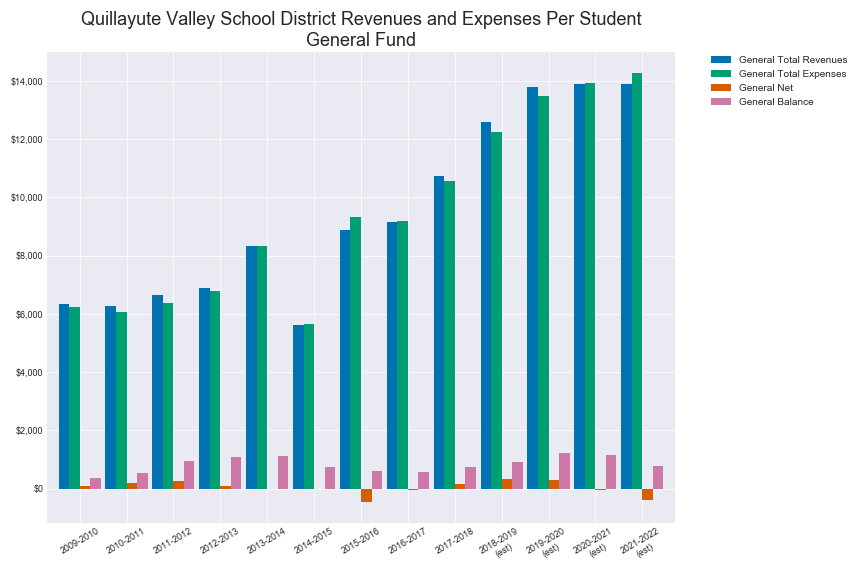 Quillayute Valley School District Revenues and Expenses Per Student
General Fund
General Total Revenues
General Total Expenses
General Net
General Balance
$14,000
$12,000
$10,000
$8,000
$6,000
$4,000
$2,000
$0
2009-2010
2010-2011
2011-2012
2012-2013
2013-2014
2014-2015
2015-2016
2016-2017
2017-2018
2018-2019
(est)
2019-2020
(est)
2020-2021
(est)
2021-2022
(est)